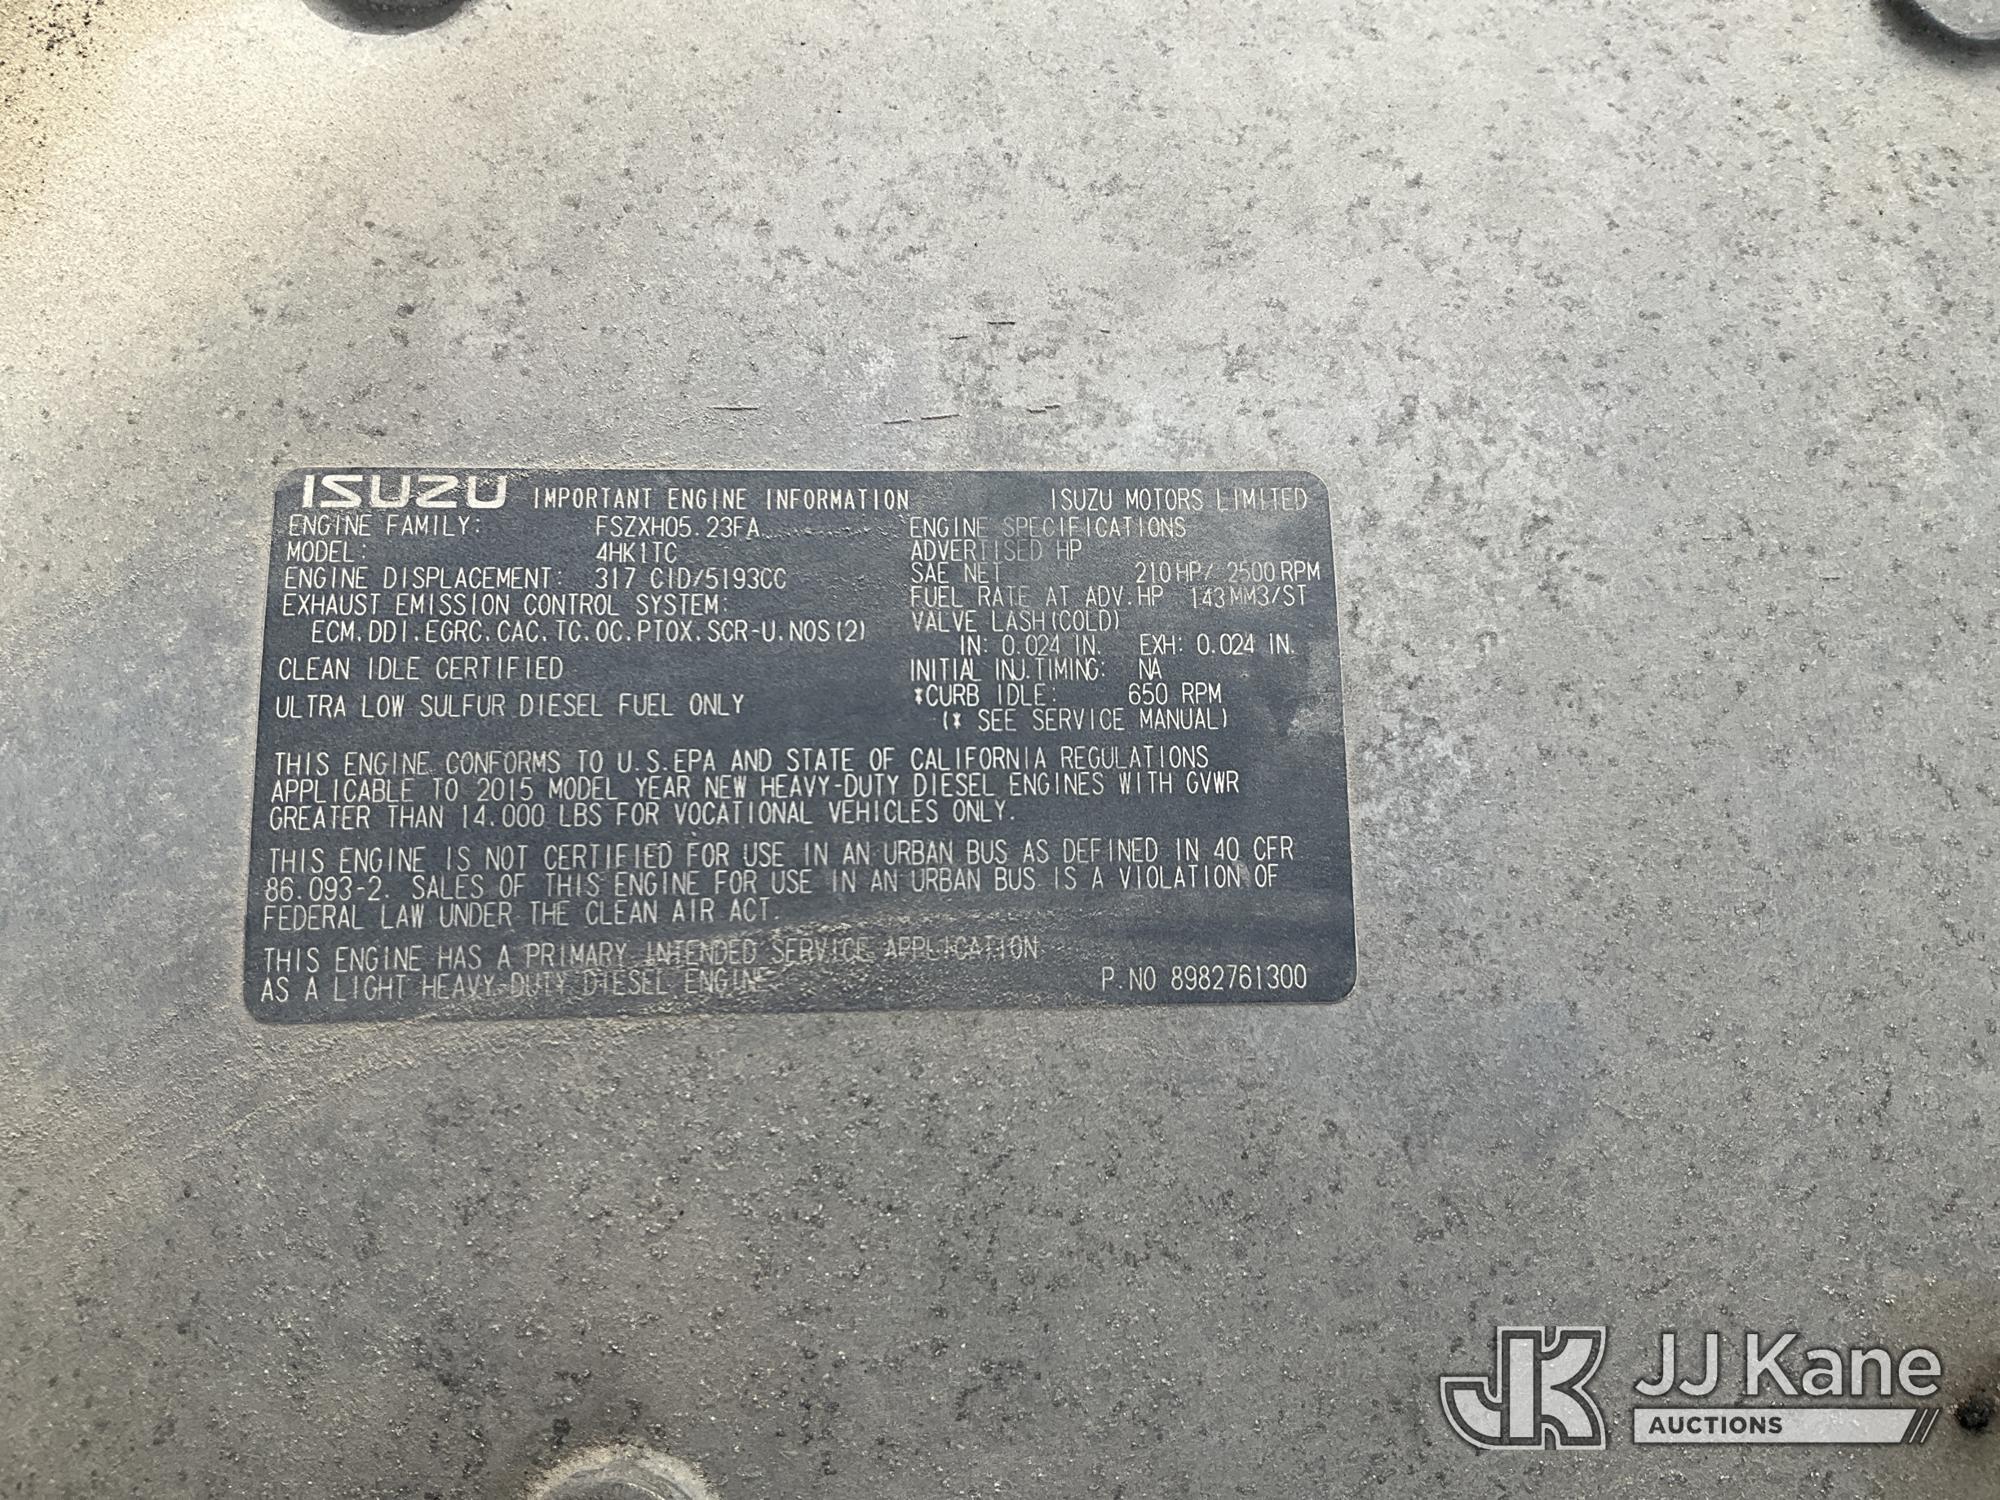 ISUZU IMPORTANT ENGINE INFORMATION ISUZU MOTORS LIMITED
ENGINE FAMILY: FSZXH05.23FA
MODEL: 4HK1TC
ENGINE DISPLACEMENT: 317 CID/5193CC
EXHAUST EMISSION CONTROL SYSTEM:
ECM.DDI.EGRC.CAC.TC.OC.PTOX.SCR-U.NOS(2)
CLEAN IDLE CERTIFIED
ULTRA LOW SULFUR DIESEL FUEL ONLY
ENGINE SPECIFICATIONS
ADVERTISED HP
SAE NET 210HP/ 2500RPM
FUEL RATE AT ADV.HP 143MM3/ST
VALVE LASH(COLD)
IN: 0.024 IN. EXH: 0.024 IN.
INITIAL INJ.TIMING: NA
*CURB IDLE: 650 RPM
(* SEE SERVICE MANUAL)
THIS ENGINE CONFORMS TO U.S.EPA AND STATE OF CALIFORNIA REGULATIONS
APPLICABLE TO 2015 MODEL YEAR NEW HEAVY-DUTY DIESEL ENGINES WITH GVWR
GREATER THAN 14.000 LBS FOR VOCATIONAL VEHICLES ONLY.
THIS ENGINE IS NOT CERTIFIED FOR USE IN AN URBAN BUS AS DEFINED IN 40 CFR
86.093-2. SALES OF THIS ENGINE FOR USE IN AN URBAN BUS IS A VIOLATION OF
FEDERAL LAW UNDER THE CLEAN AIR ACT.
THIS ENGINE HAS A PRIMARY INTENDED SERVICE APPLICATION
AS A LIGHT HEAVY-DUTY DIESEL ENGINE
P.NO 8982761300
JK JJ Kane
AUCTIONS